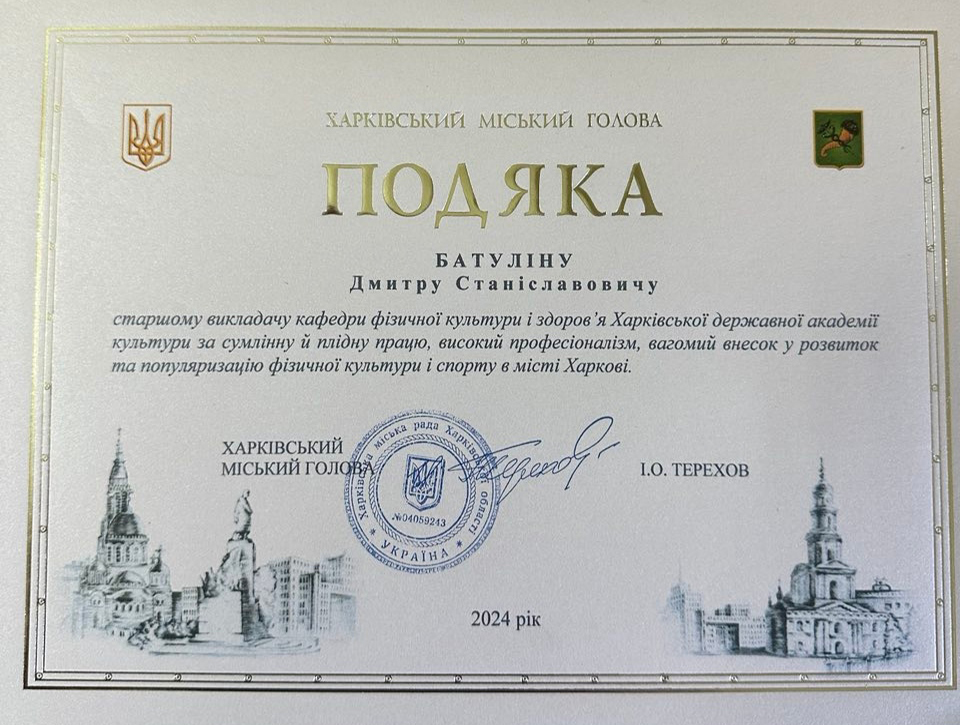 ХАРКІВСЬКИЙ МІСЬКИЙ ГОЛОВА
ПОДЯКА
БАТУЛІНУ
Дмитру Станіславовичу
старшому викладачу кафедри фізичної культури і здоров’я Харківської державної академії
культури за сумлінну й плідну працю, високий професіоналізм, вагомий внесок у розвиток
та популяризацію фізичної культури і спорту в місті Харкові.
ХАРКІВСЬКИЙ
МІСЬКИЙ ГОЛОВА
Харківська міська рада Харківської області
№04059243
* УКРАЇНА *
І.О. ТЕРЕХОВ
2024 рік